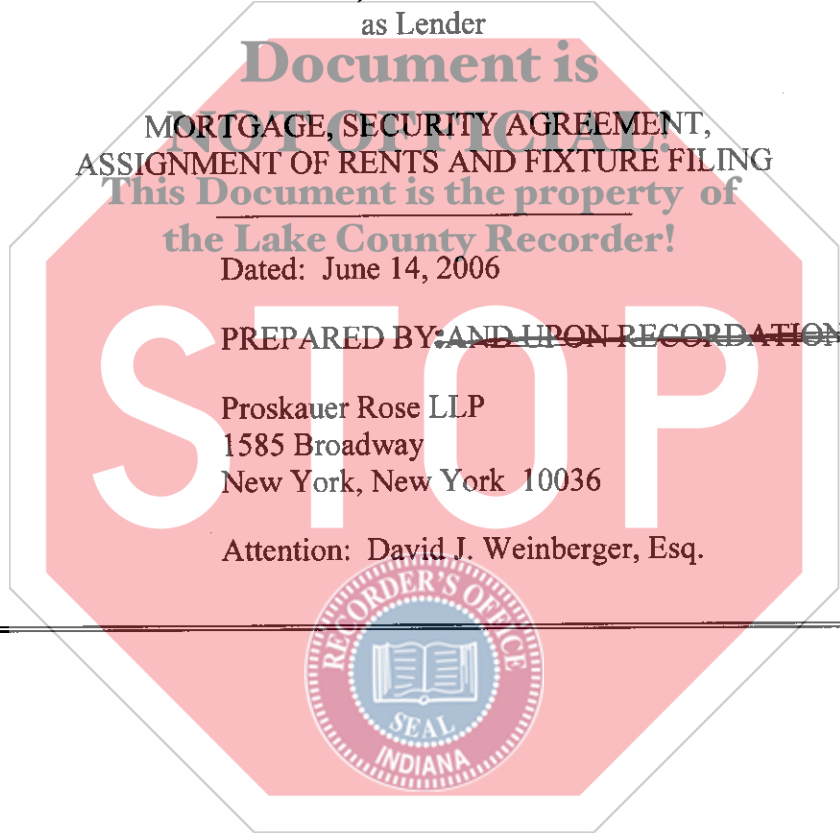 as Lender
Document is
NOT OFFICIAL!
MORTGAGE, SECURITY AGREEMENT,
ASSIGNMENT OF RENTS AND FIXTURE FILING
This Document is the property of
the Lake County Recorder!
Dated: June 14, 2006
PREPARED BY: AND UPON RECORDATION
STOP
Proskauer Rose LLP
1585 Broadway
New York, New York 10036
Attention: David J. Weinberger, Esq.
RECORDER'S OFFICE
SEAL
INDIANA